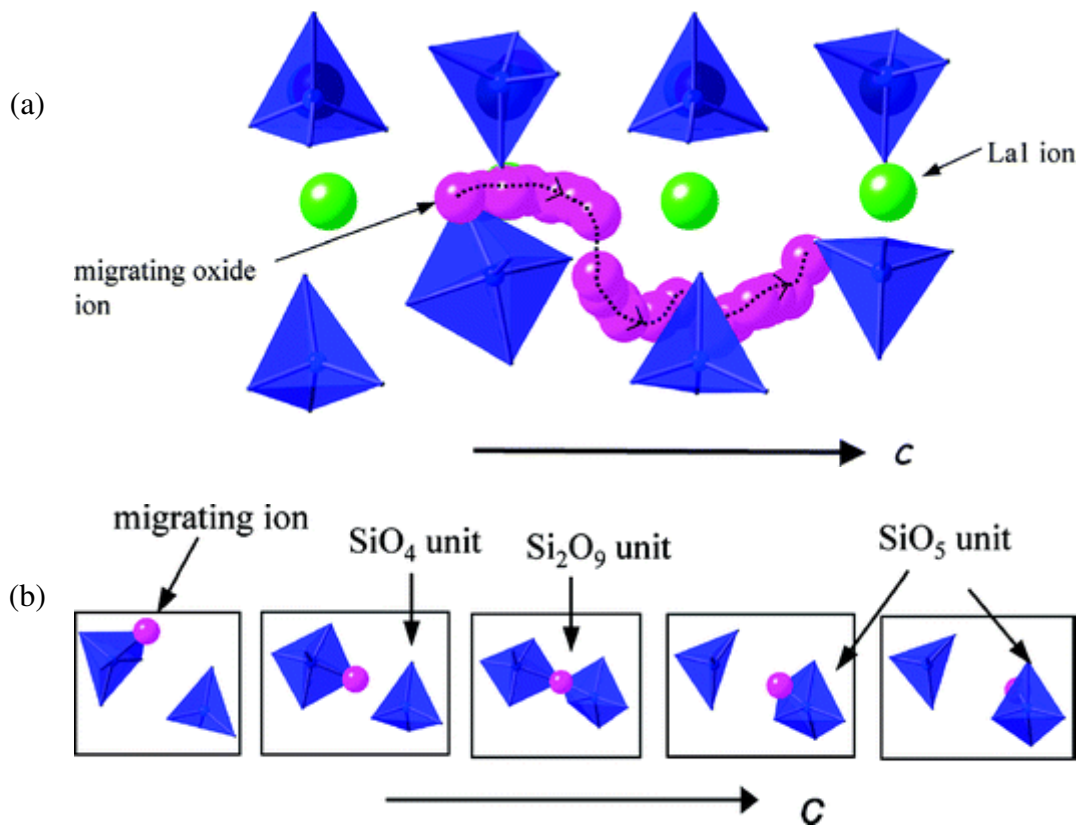 (a)
La1 ion
migrating oxide
ion
c
migrating ion
SiO₄ unit
Si₂O₉ unit
SiO₅ unit
(b)
c